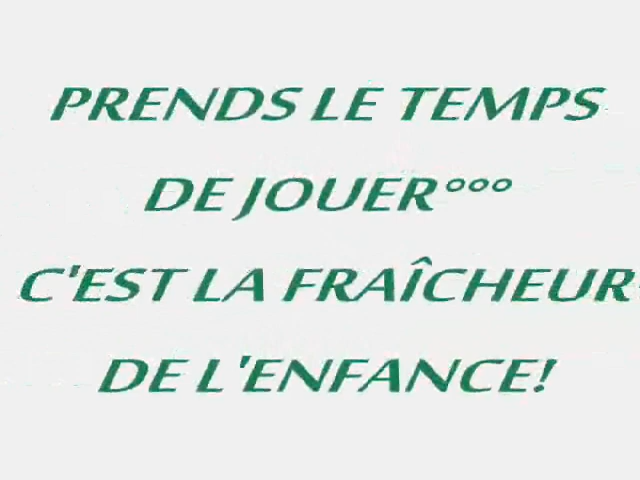 PRENDS LE TEMPS
DE JOUER°°°
C'EST LA FRAÎCHEUR
DE L'ENFANCE!